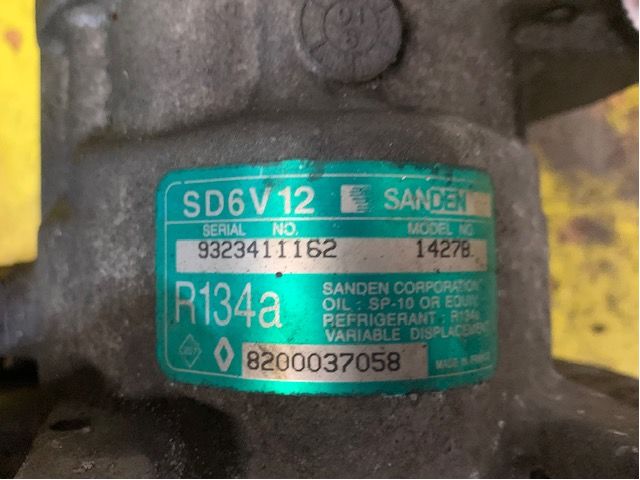 SD6V12 SANDEN
SERIAL NO. MODEL NO.
9323411162 1427B
R134a
SANDEN CORPORATION
OIL : SP-10 OR EQUIV.
REFRIGERANT : R134a
VARIABLE DISPLACEMENT
8200037058
MADE IN